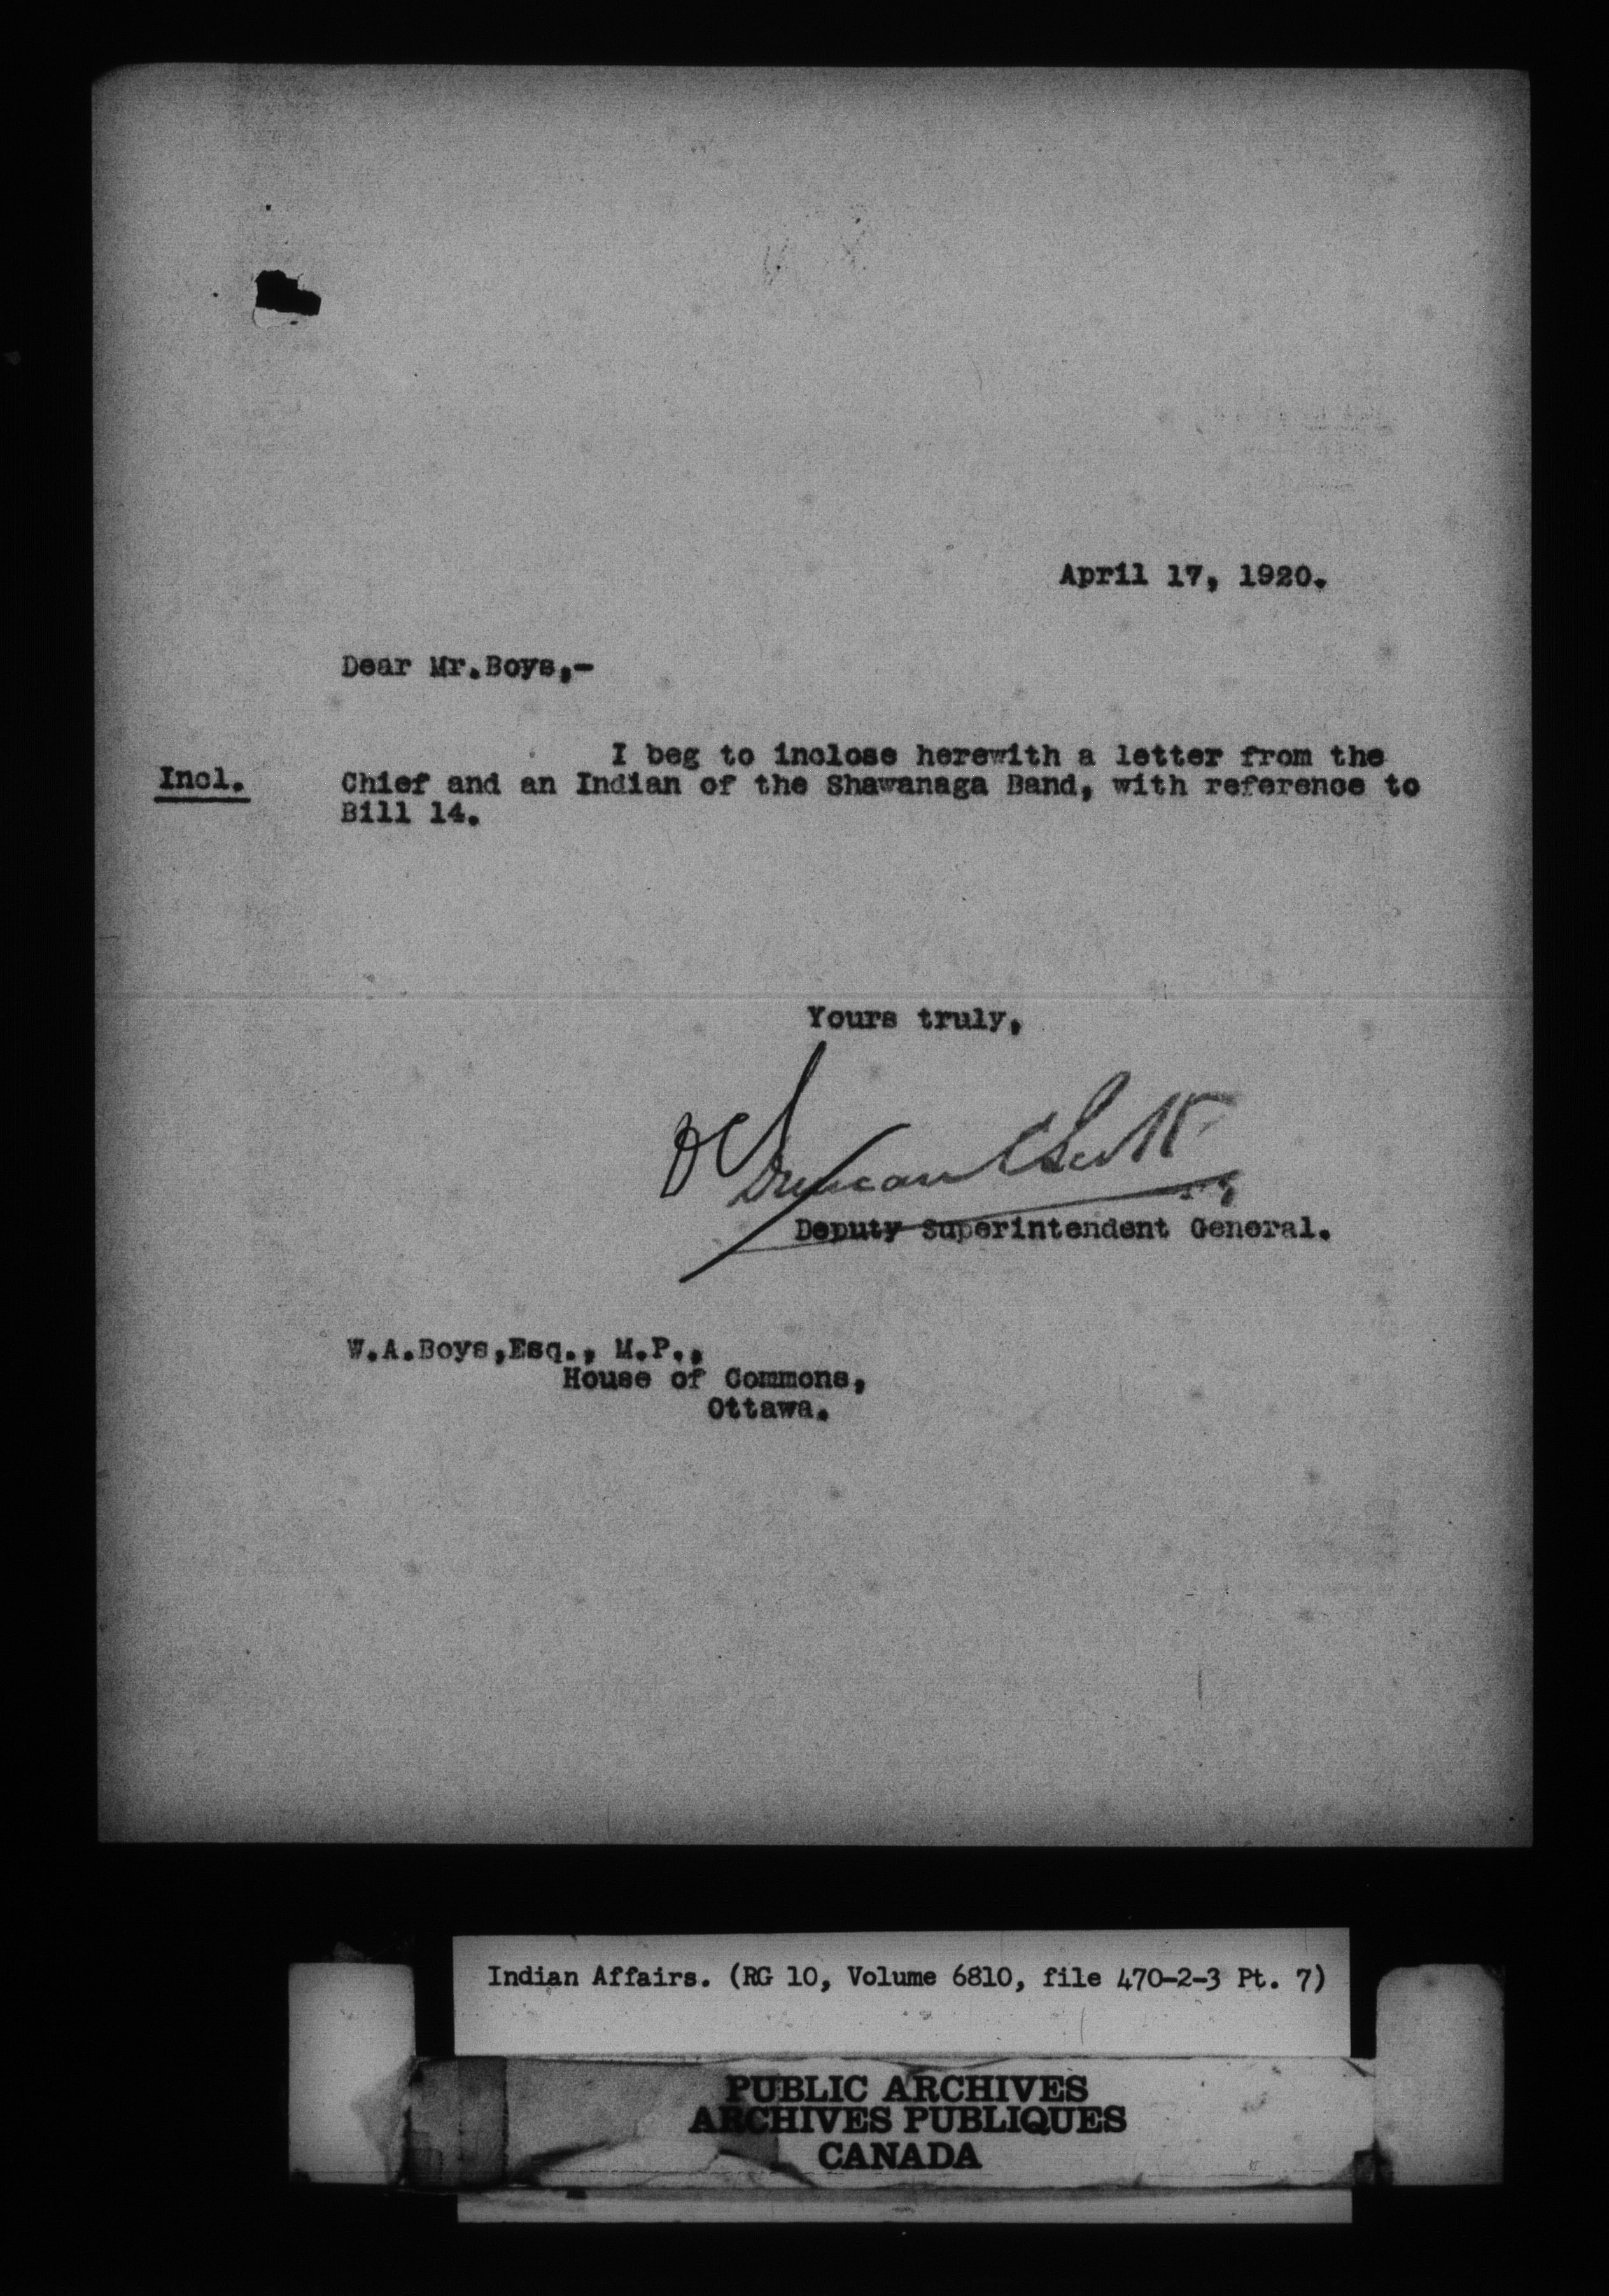 April 17, 1920.
Dear Mr.Boys,-
I beg to inclose herewith a letter from the
Incl.
Chief and an Indian of the Shawanaga Band, with reference to
Bill 14.
Yours truly,
DCS
Duncan C Scott
Deputy Superintendent General.
W.A.Boys,Esq., M.P.,
House of Commons,
Ottawa.
Indian Affairs. (RG 10, Volume 6810, file 470-2-3 Pt. 7)
PUBLIC ARCHIVES
ARCHIVES PUBLIQUES
CANADA